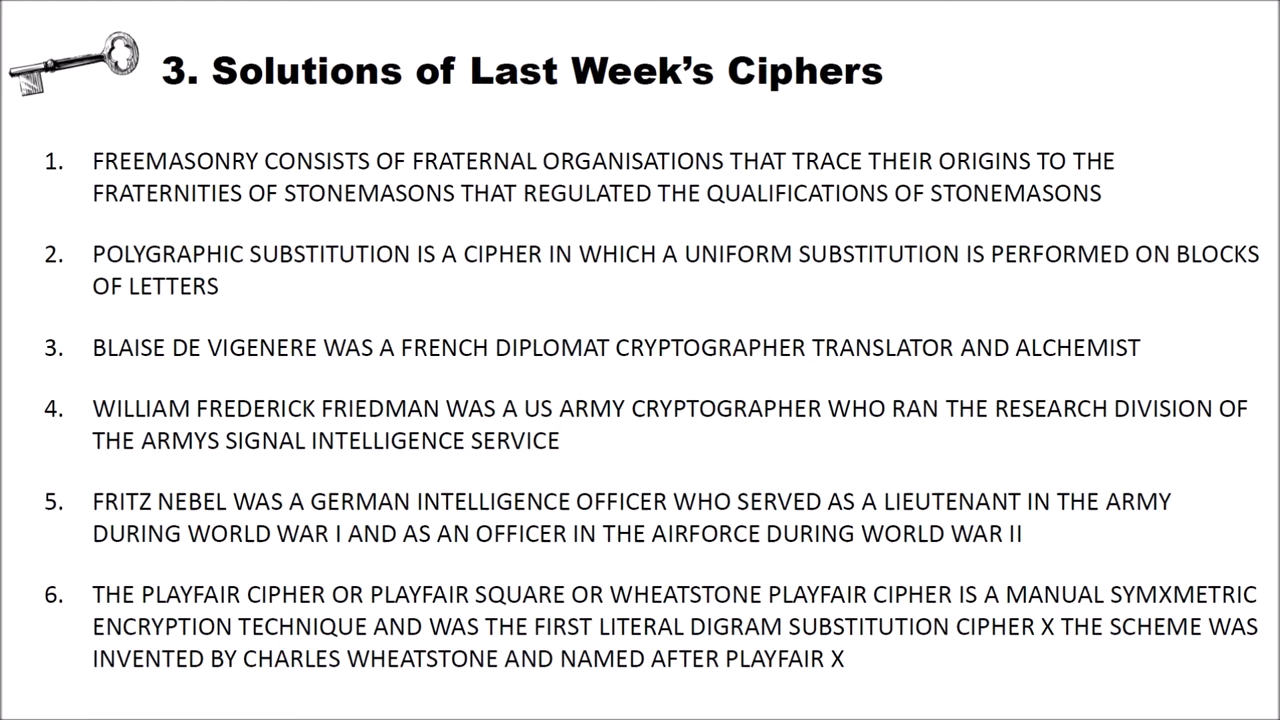 3. Solutions of Last Week's Ciphers
1. FREEMASONRY CONSISTS OF FRATERNAL ORGANISATIONS THAT TRACE THEIR ORIGINS TO THE
FRATERNITIES OF STONEMASONS THAT REGULATED THE QUALIFICATIONS OF STONEMASONS
2. POLYGRAPHIC SUBSTITUTION IS A CIPHER IN WHICH A UNIFORM SUBSTITUTION IS PERFORMED ON BLOCKS
OF LETTERS
3. BLAISE DE VIGENERE WAS A FRENCH DIPLOMAT CRYPTOGRAPHER TRANSLATOR AND ALCHEMIST
4. WILLIAM FREDERICK FRIEDMAN WAS A US ARMY CRYPTOGRAPHER WHO RAN THE RESEARCH DIVISION OF
THE ARMYS SIGNAL INTELLIGENCE SERVICE
5. FRITZ NEBEL WAS A GERMAN INTELLIGENCE OFFICER WHO SERVED AS A LIEUTENANT IN THE ARMY
DURING WORLD WAR I AND AS AN OFFICER IN THE AIRFORCE DURING WORLD WAR II
6. THE PLAYFAIR CIPHER OR PLAYFAIR SQUARE OR WHEATSTONE PLAYFAIR CIPHER IS A MANUAL SYMXMETRIC
ENCRYPTION TECHNIQUE AND WAS THE FIRST LITERAL DIGRAM SUBSTITUTION CIPHER X THE SCHEME WAS
INVENTED BY CHARLES WHEATSTONE AND NAMED AFTER PLAYFAIR X